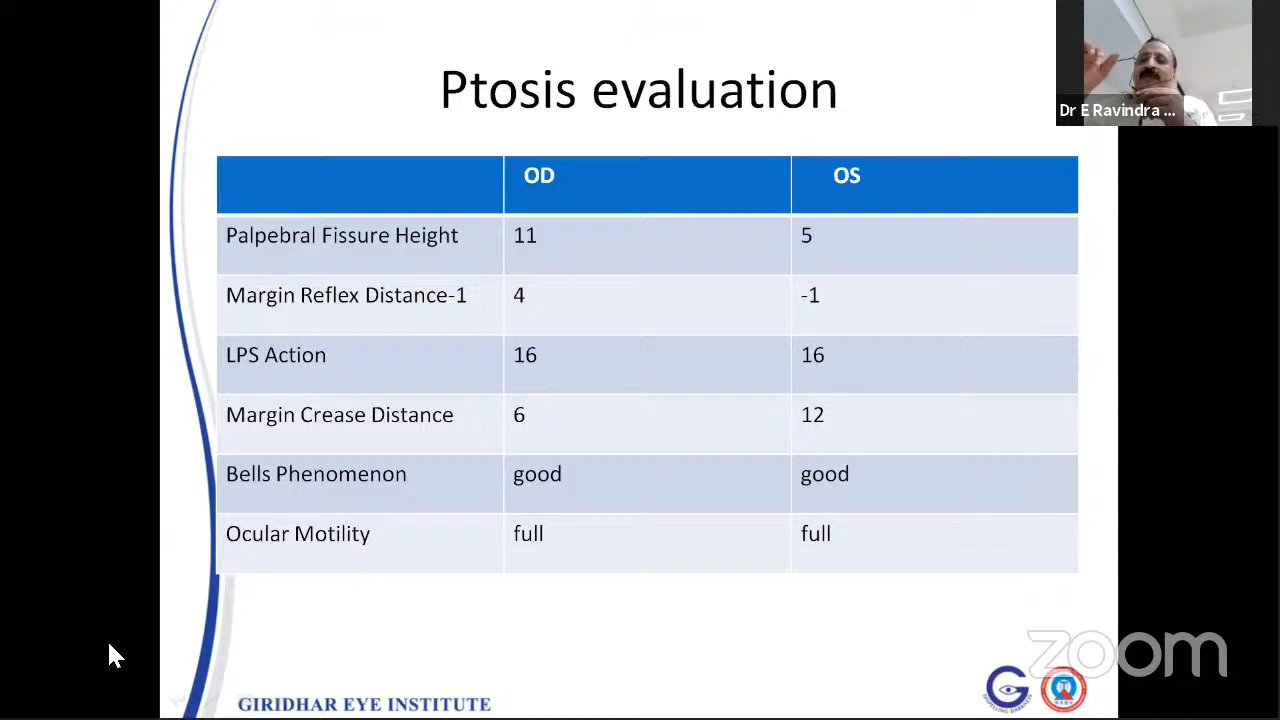 Ptosis evaluation
Dr E Ravindra ...
OD OS
Palpebral Fissure Height 11 5
Margin Reflex Distance-1 4 -1
LPS Action 16 16
Margin Crease Distance 6 12
Bells Phenomenon good good
Ocular Motility full full
zoom
GIRIDHAR EYE INSTITUTE